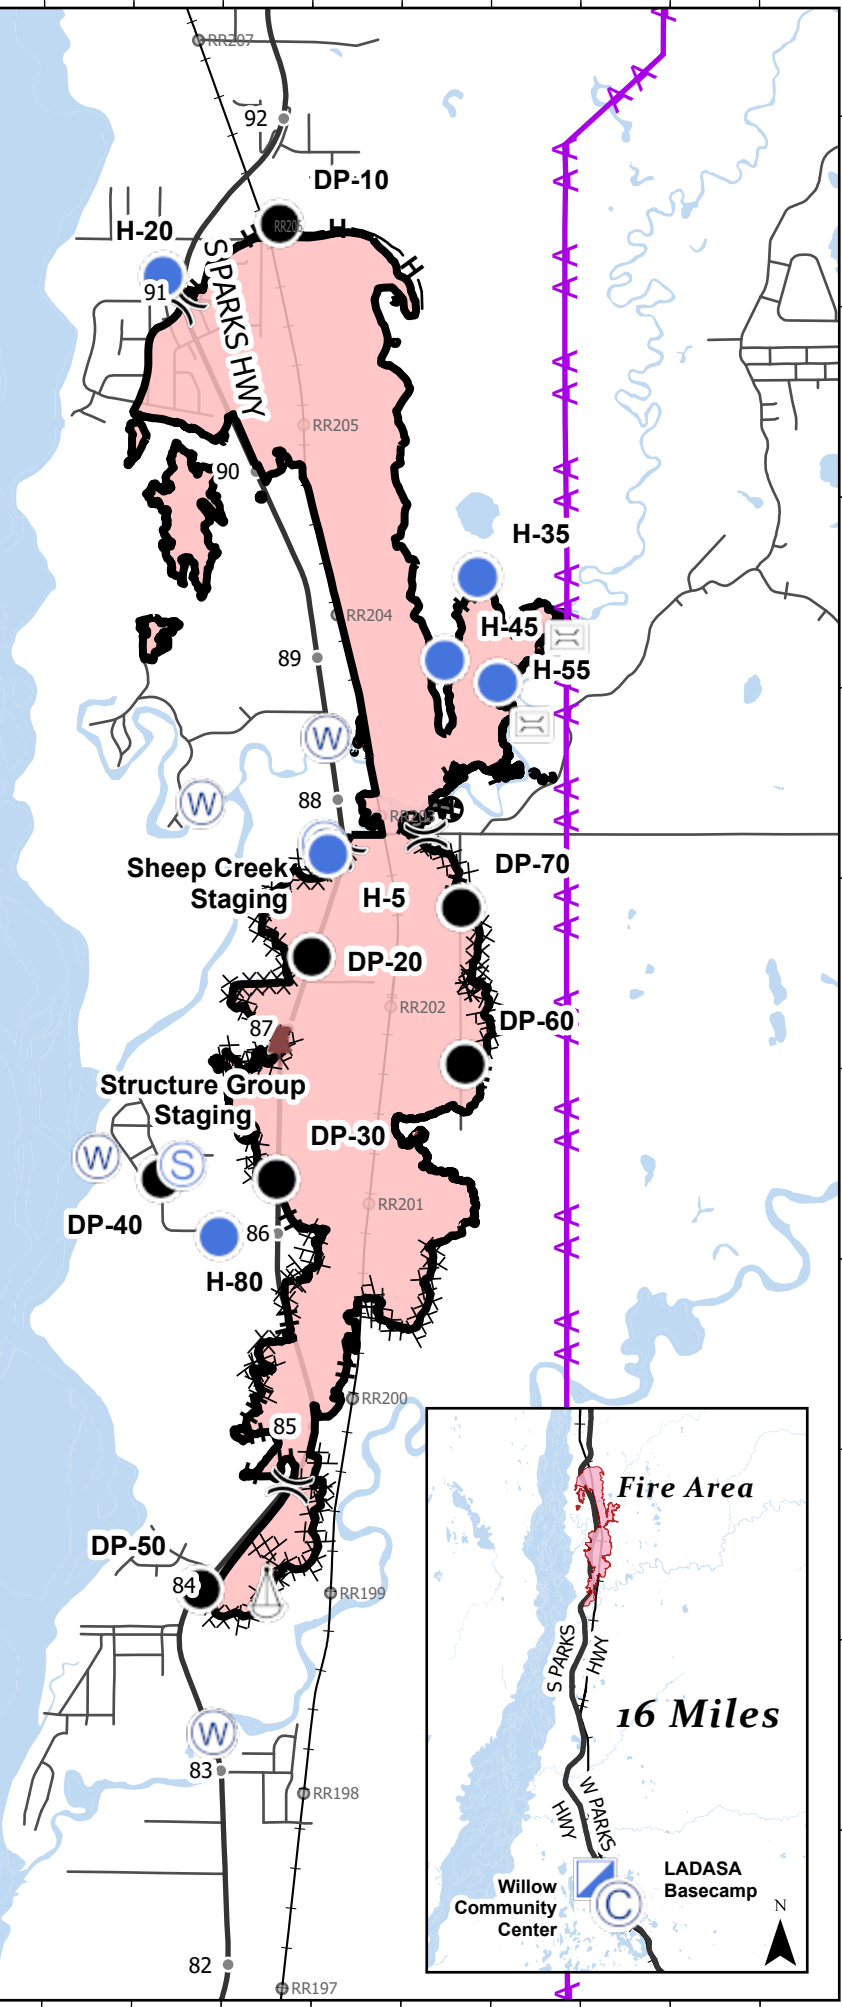 RR207
92
DP-10
RR206
H-20
S PARKS HWY
91
RR205
90
H-35
RR204
H-45
89
H-55
W
W
88
RR203
Sheep Creek
Staging
DP-70
H-5
DP-20
RR202
87
DP-60
Structure Group
Staging
DP-30
W
S
RR201
DP-40
86
H-80
RR200
85
Fire Area
DP-50
84
RR199
S PARKS
HWY
16 Miles
W
83
RR198
W PARKS
HWY
LADASA
Basecamp
Willow
Community
Center
C
N
82
RR197